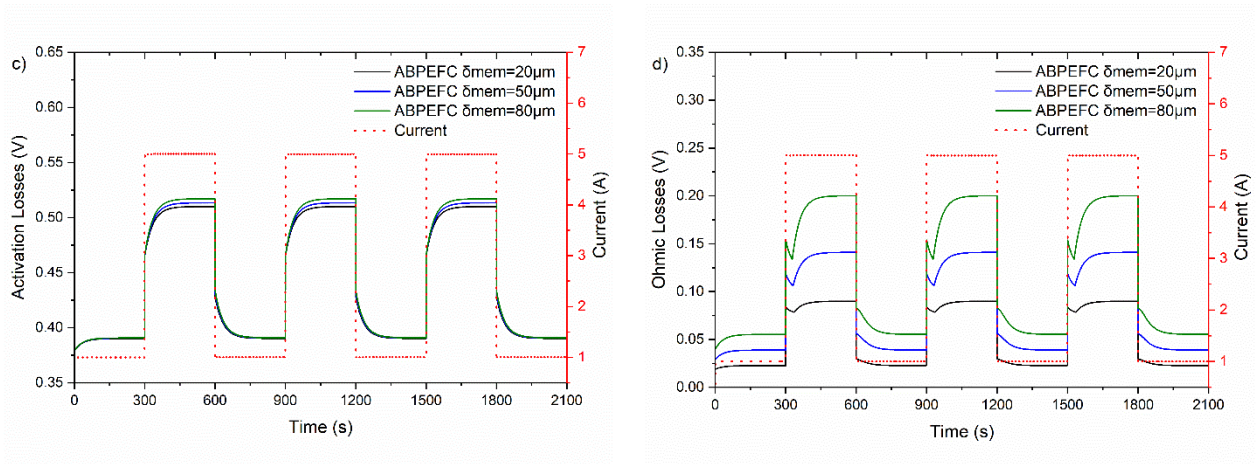 c)
ABPEFC δmem=20μm
ABPEFC δmem=50μm
ABPEFC δmem=80μm
Current
Activation Losses (V)
0.65
0.60
0.55
0.50
0.45
0.40
0.35
0 300 600 900 1200 1500 1800 2100
Time (s)
7
6
5
4
3
2
1
Current (A)
d)
ABPEFC δmem=20μm
ABPEFC δmem=50μm
ABPEFC δmem=80μm
Current
Ohmic Losses (V)
0.35
0.30
0.25
0.20
0.15
0.10
0.05
0.00
0 300 600 900 1200 1500 1800 2100
Time (s)
7
6
5
4
3
2
1
Current (A)